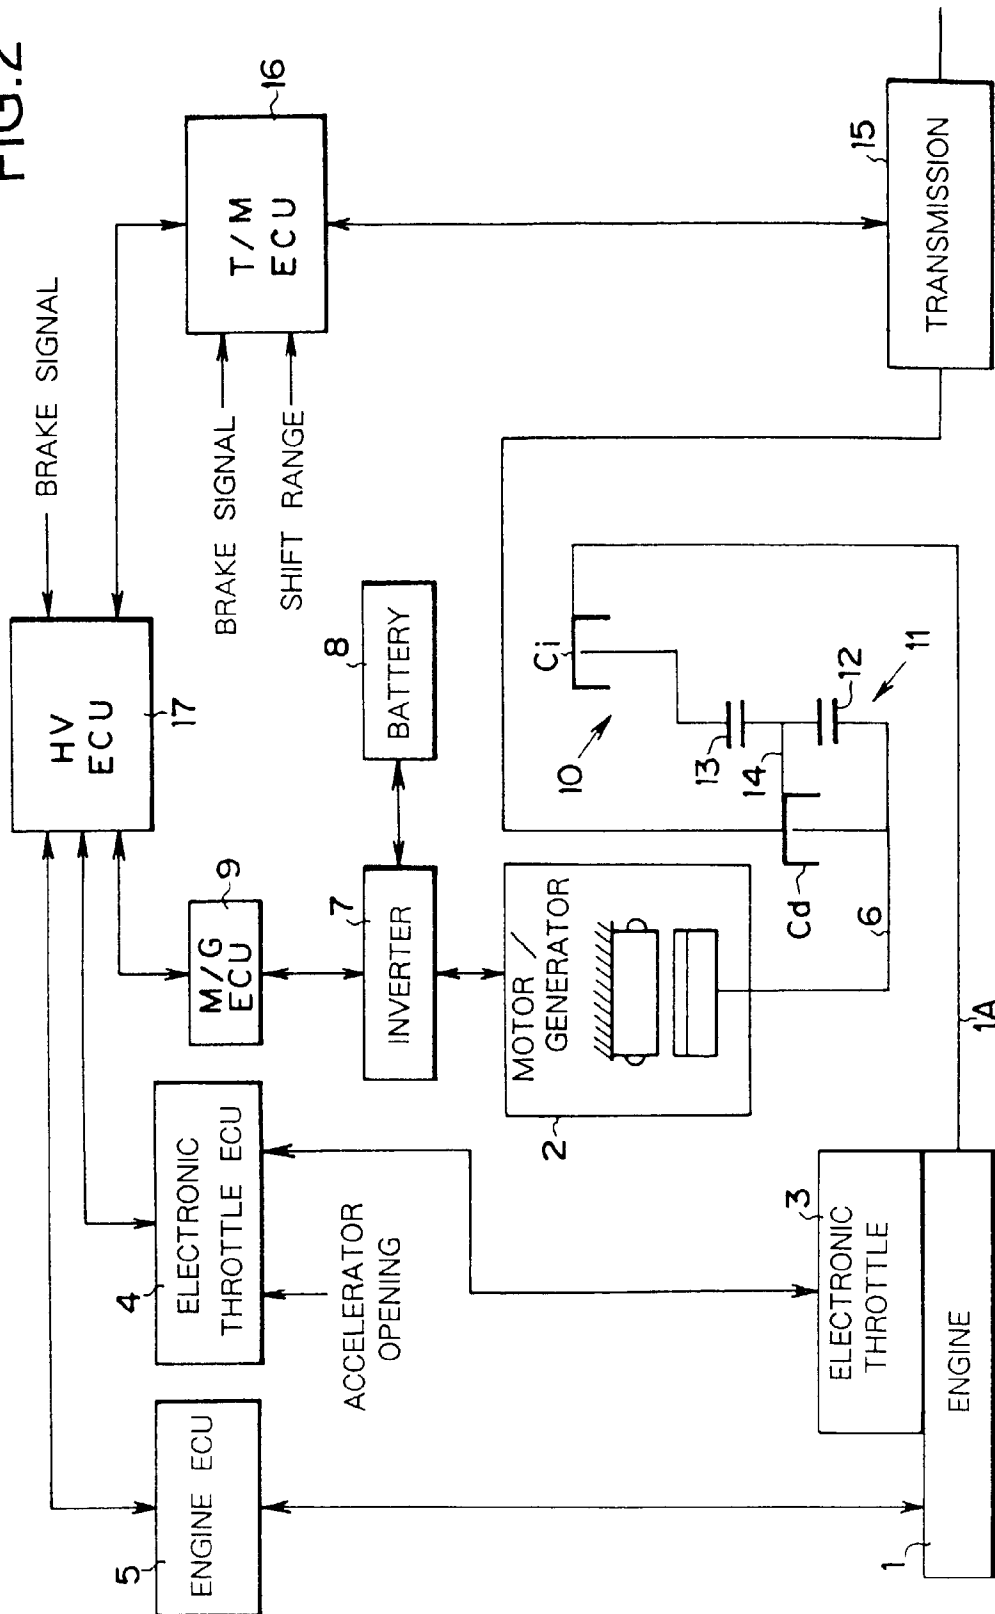 FIG.2
BRAKE SIGNAL
HV
ECU
17
T/M
ECU
16
BRAKE SIGNAL
SHIFT RANGE
M/G
ECU
9
ELECTRONIC
THROTTLE ECU
4
ENGINE ECU
5
ACCELERATOR
OPENING
INVERTER
7
BATTERY
8
MOTOR /
GENERATOR
2
10
Ci
13
14
12
11
Cd
6
1A
ELECTRONIC
THROTTLE
3
ENGINE
1
TRANSMISSION
15